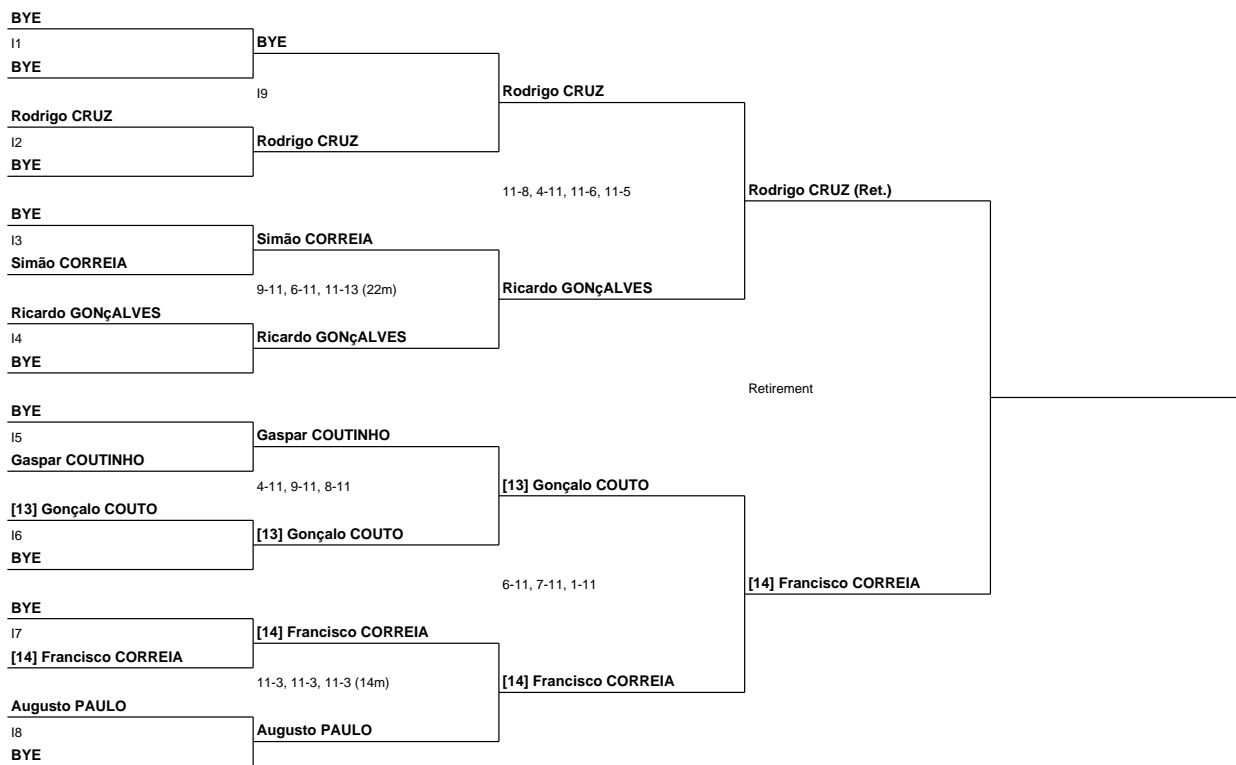 BYE
I1
BYE
BYE
I9
Rodrigo CRUZ
Rodrigo CRUZ
I2
Rodrigo CRUZ
BYE
11-8, 4-11, 11-6, 11-5
Rodrigo CRUZ (Ret.)
BYE
I3
Simão CORREIA
Simão CORREIA
9-11, 6-11, 11-13 (22m)
Ricardo GONçALVES
Ricardo GONçALVES
I4
Ricardo GONçALVES
BYE
Retirement
BYE
I5
Gaspar COUTINHO
Gaspar COUTINHO
4-11, 9-11, 8-11
[13] Gonçalo COUTO
[13] Gonçalo COUTO
I6
[13] Gonçalo COUTO
BYE
6-11, 7-11, 1-11
[14] Francisco CORREIA
BYE
I7
[14] Francisco CORREIA
[14] Francisco CORREIA
11-3, 11-3, 11-3 (14m)
[14] Francisco CORREIA
Augusto PAULO
I8
Augusto PAULO
BYE